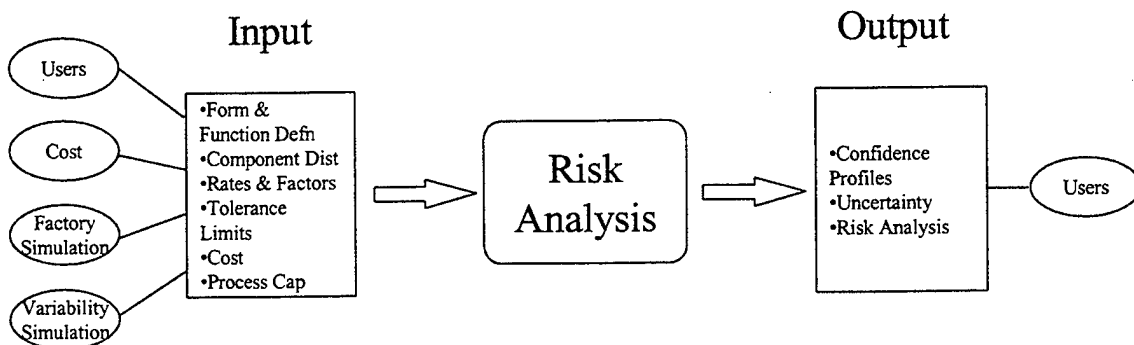 Input
Output
Users
Cost
Factory
Simulation
Variability
Simulation
•Form &
Function Defn
•Component Dist
•Rates & Factors
•Tolerance
Limits
•Cost
•Process Cap
Risk
Analysis
•Confidence
Profiles
•Uncertainty
•Risk Analysis
Users